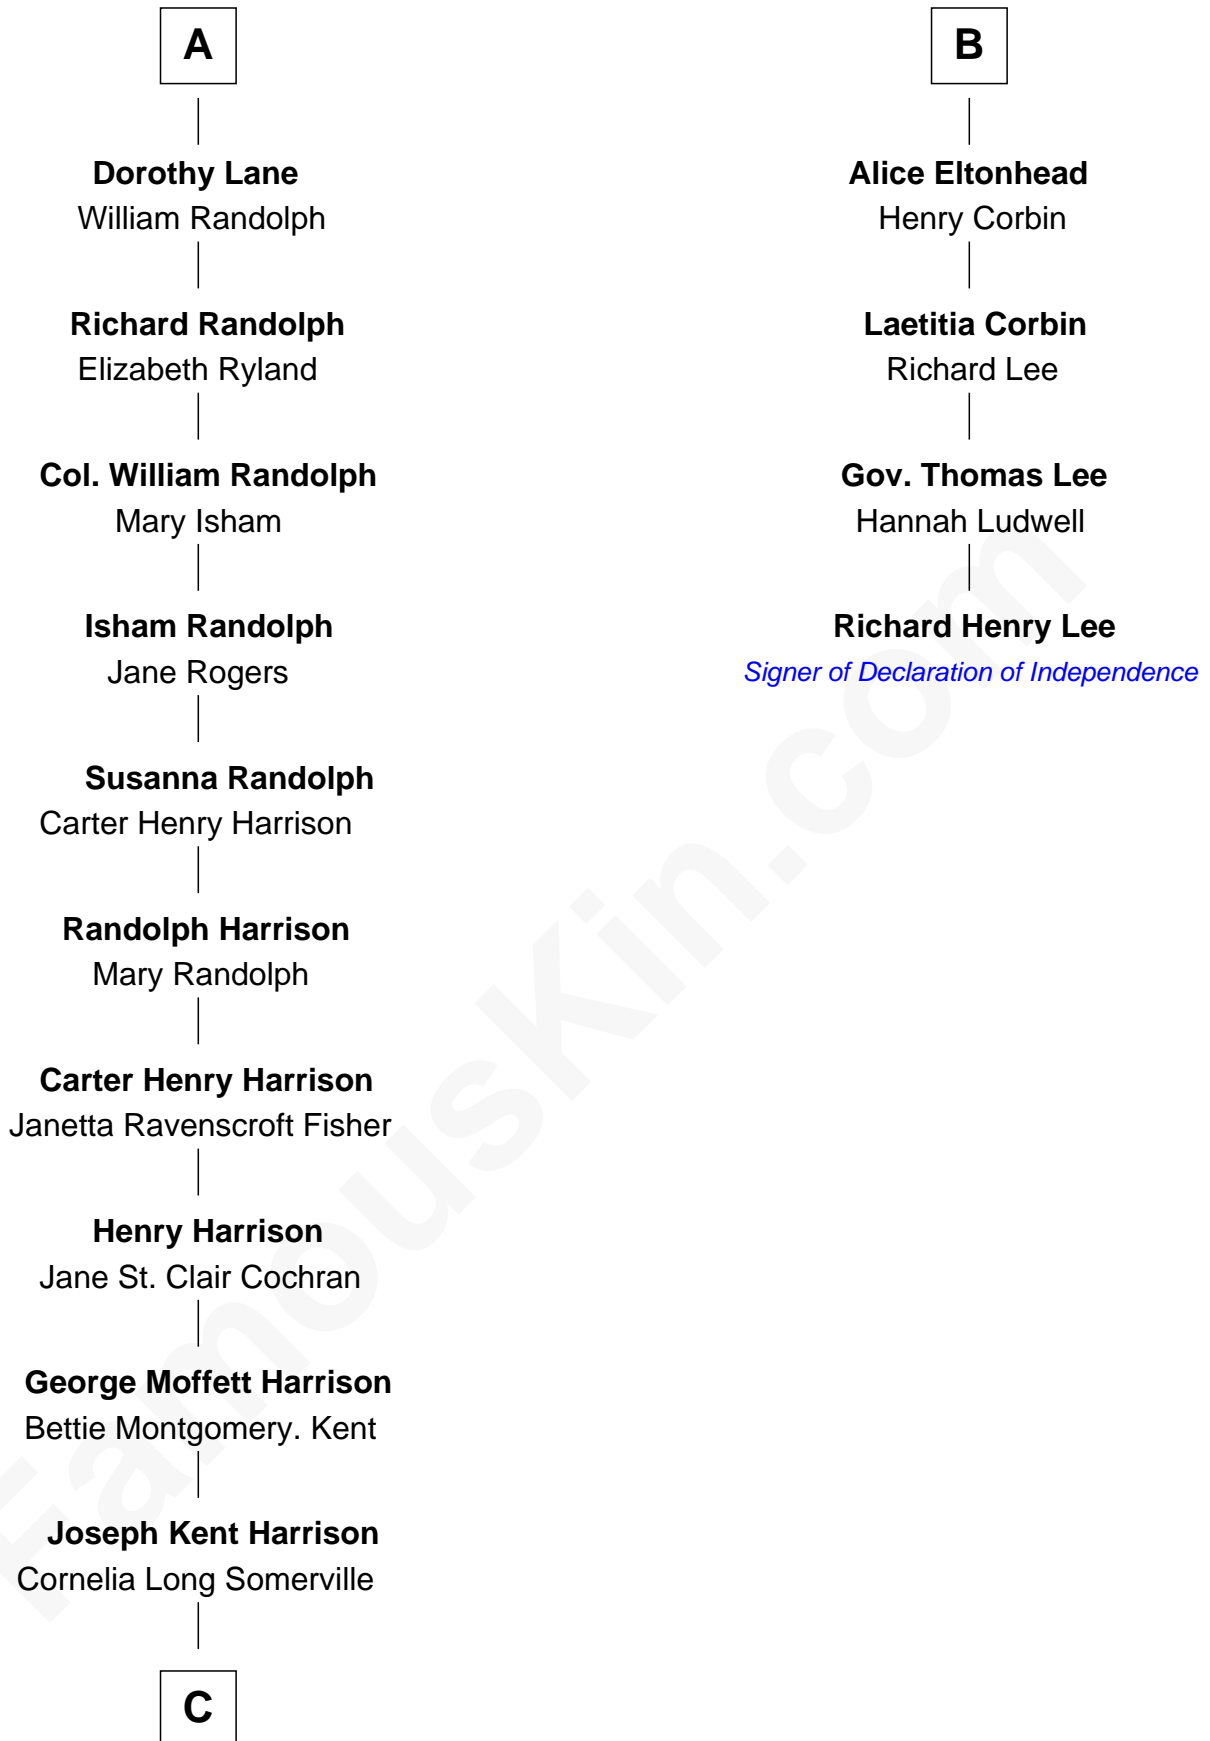 A
Dorothy Lane
William Randolph
Richard Randolph
Elizabeth Ryland
Col. William Randolph
Mary Isham
Isham Randolph
Jane Rogers
Susanna Randolph
Carter Henry Harrison
Randolph Harrison
Mary Randolph
Carter Henry Harrison
Janetta Ravenscroft Fisher
Henry Harrison
Jane St. Clair Cochran
George Moffett Harrison
Bettie Montgomery. Kent
Joseph Kent Harrison
Cornelia Long Somerville
C
B
Alice Eltonhead
Henry Corbin
Laetitia Corbin
Richard Lee
Gov. Thomas Lee
Hannah Ludwell
Richard Henry Lee
Signer of Declaration of Independence
FamousKin.com